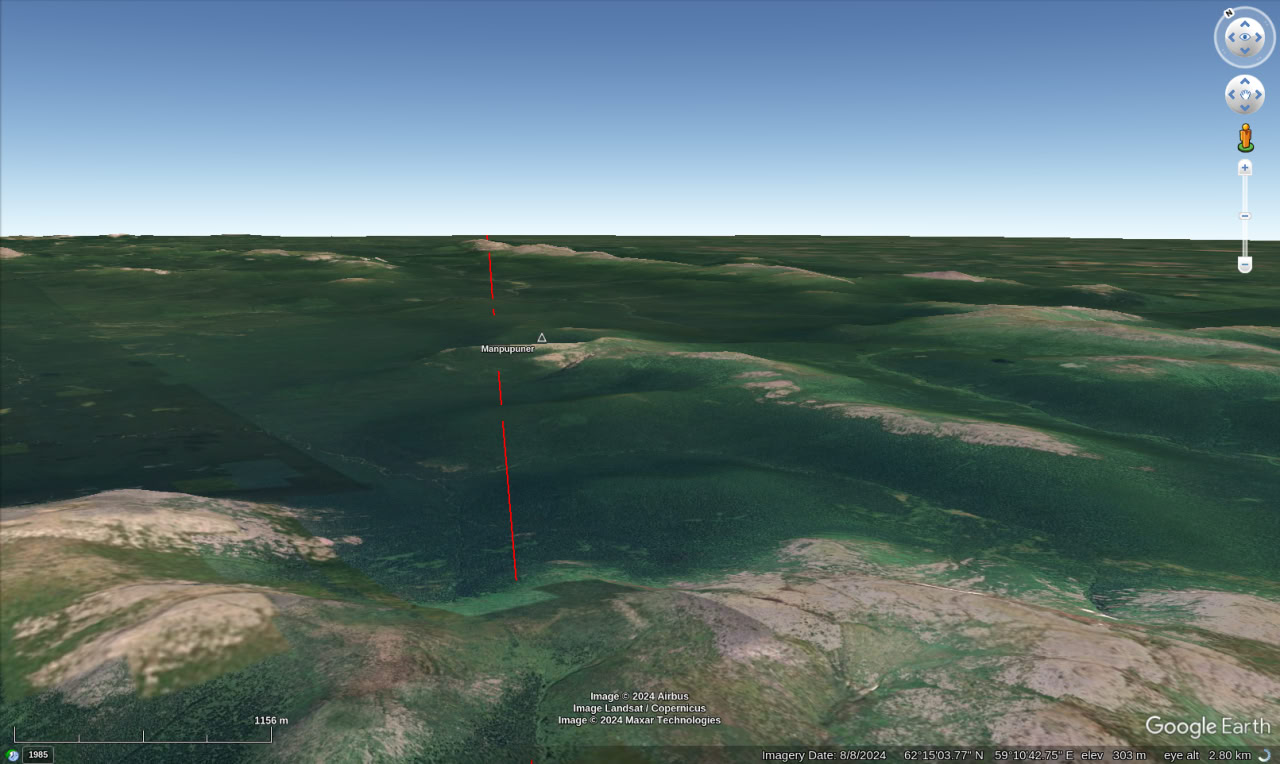 N
Manpupuner
Image © 2024 Airbus
Image Landsat / Copernicus
Image © 2024 Maxar Technologies
1156 m
Google Earth
1985
Imagery Date: 8/8/2024 62°15'03.77" N 59°10'42.75" E elev 303 m eye alt 2.80 km